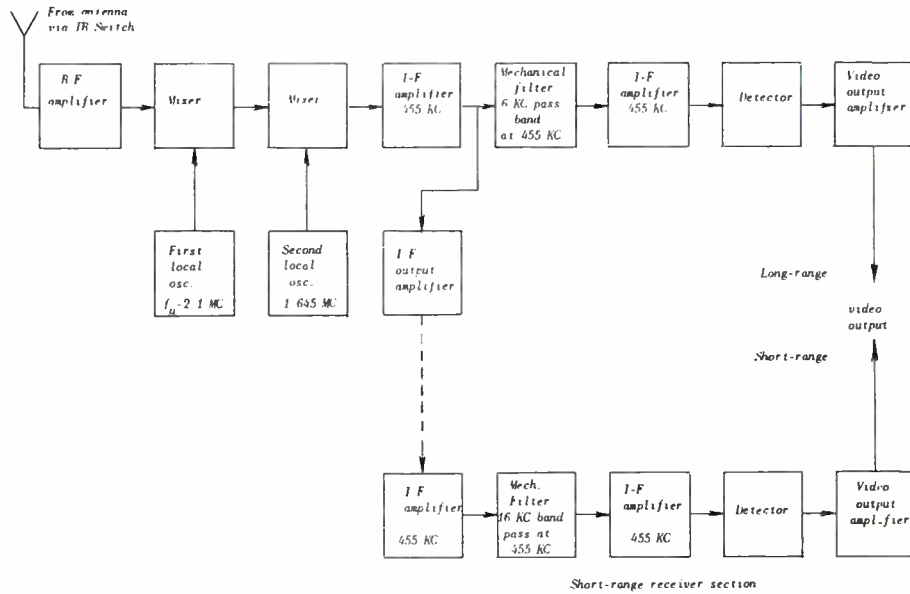 From antenna
via TR Switch
R F
amplifier
Mixer
Mixer
I-F
amplifier
455 KC
Mechanical
filter
6 KC pass
band
at 455 KC
I-F
amplifier
455 KC
Detector
Video
output
amplifier
First
local
osc.
-2 1 MC
Second
local
osc.
1 645 MC
I F
output
amplifier
Long-range
video
output
Short-range
I F
amplifier
455 KC
Mech.
Filter
16 KC band
pass at
455 KC
I-F
amplifier
455 KC
Detector
Video
output
amplifier
Short-range receiver section